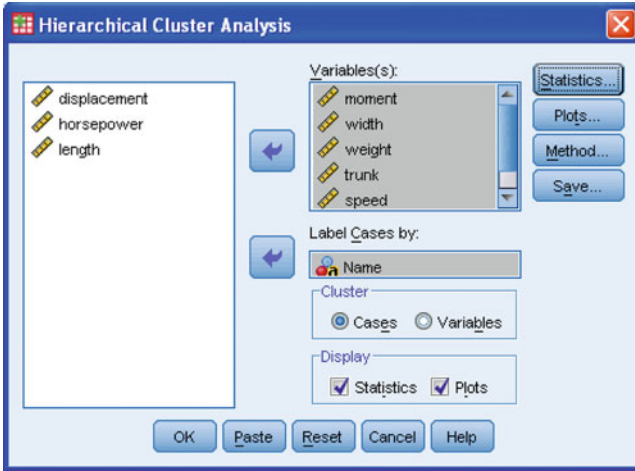 Hierarchical Cluster Analysis
displacement
horsepower
length
Variables(s):
moment
width
weight
trunk
speed
Label Cases by:
Name
Cluster
Cases Variables
Display
Statistics Plots
Statistics...
Plots...
Method...
Save...
OK Paste Reset Cancel Help